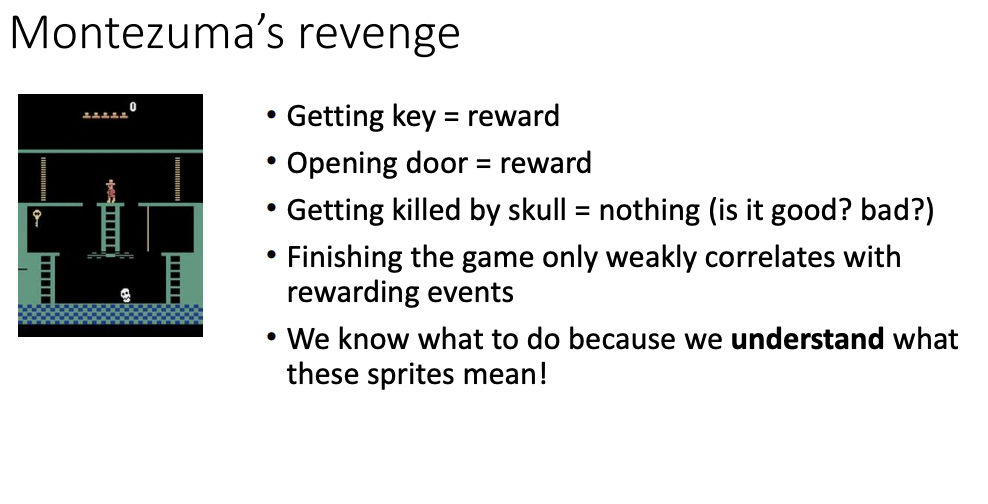 Montezuma's revenge
0
• Getting key = reward
• Opening door = reward
• Getting killed by skull = nothing (is it good? bad?)
• Finishing the game only weakly correlates with
rewarding events
• We know what to do because we understand what
these sprites mean!